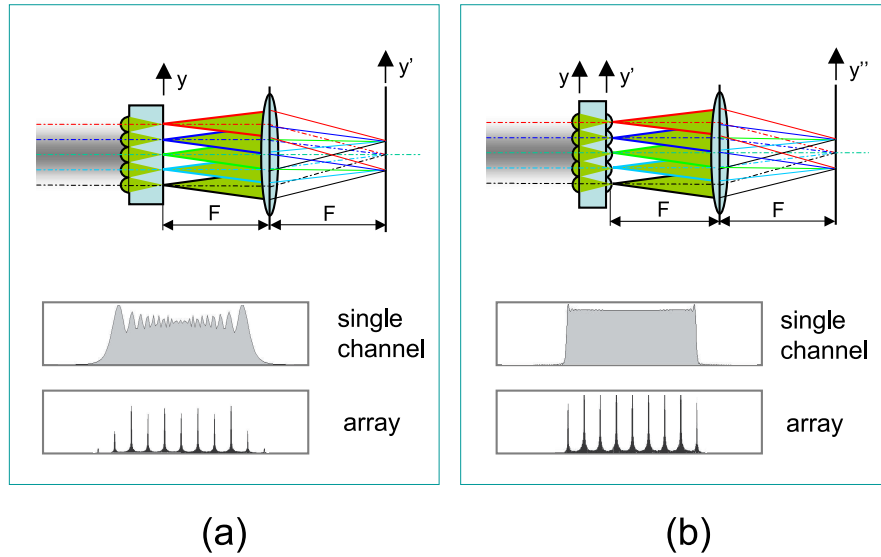 y
y'
F
F
single
channel
array
(a)
y
y'
y''
F
F
single
channel
array
(b)